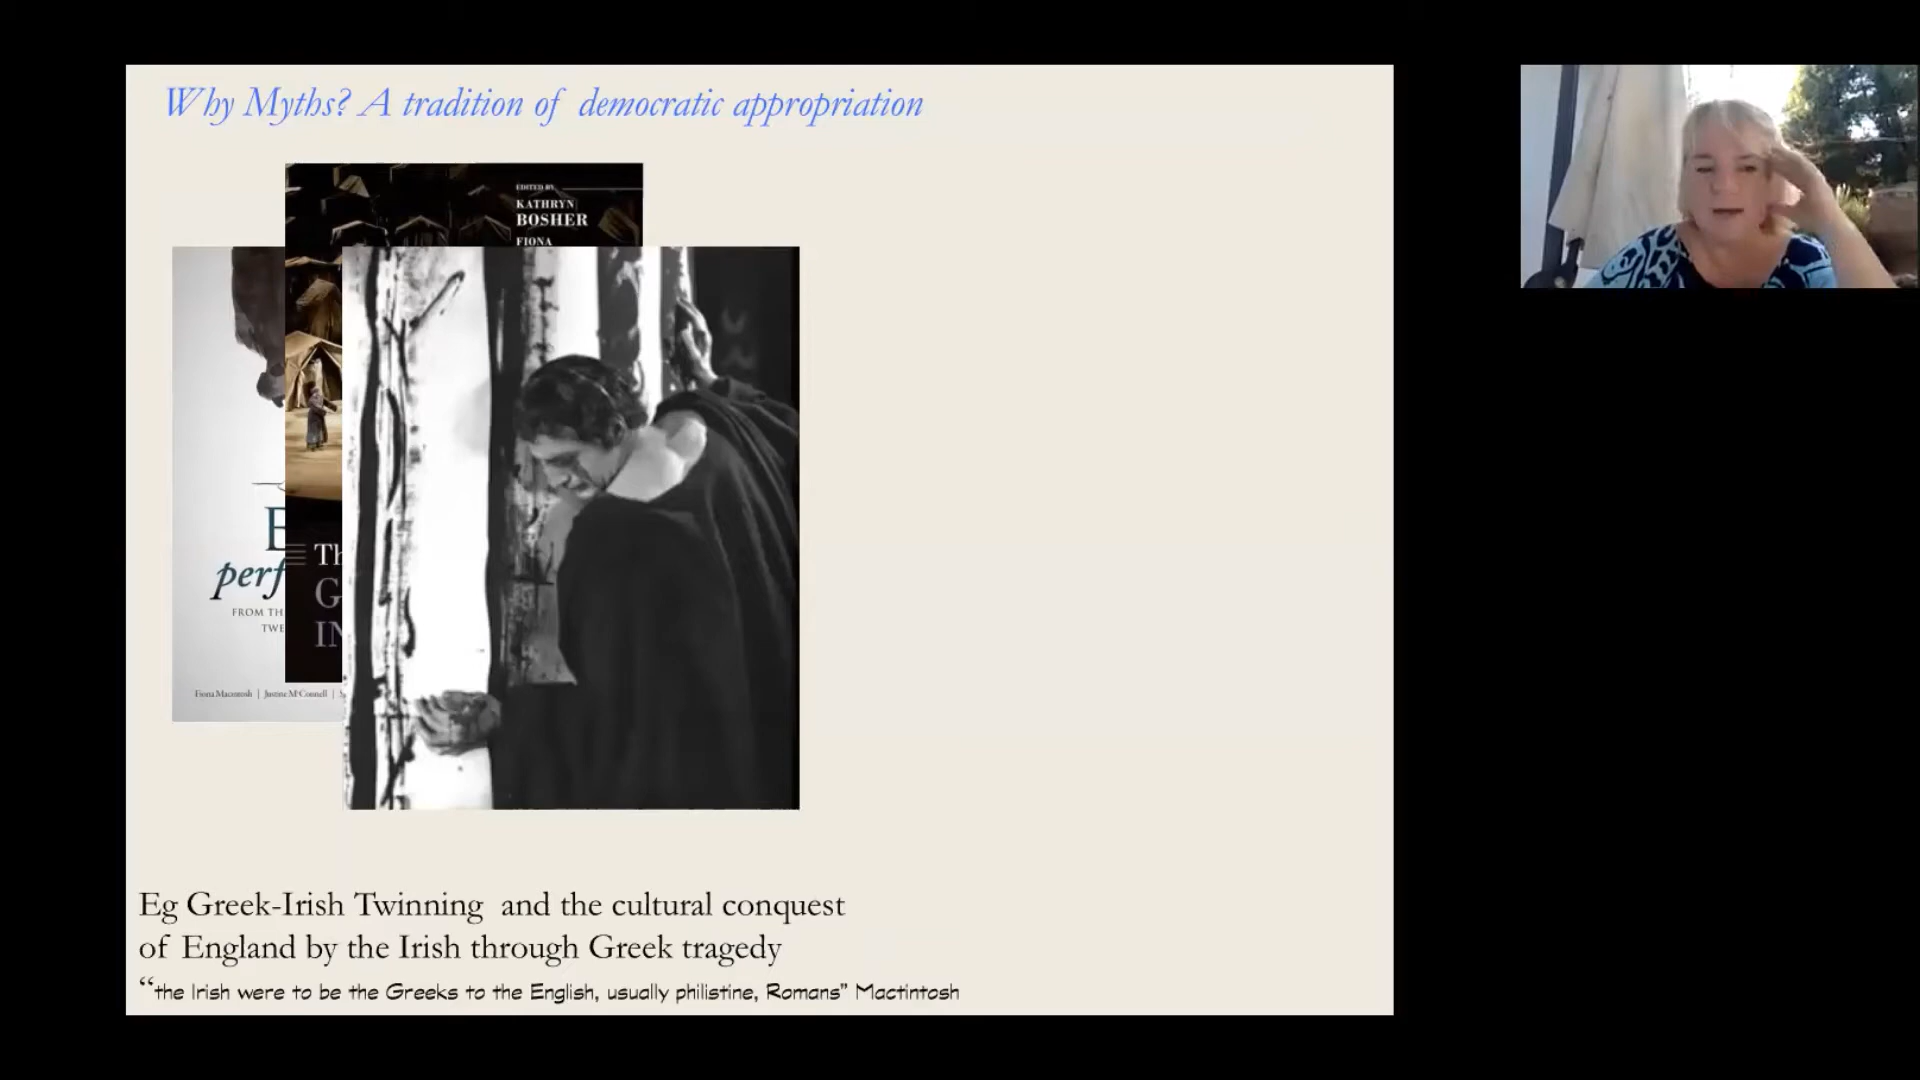 Why Myths? A tradition of democratic appropriation
EDITED BY
KATHRYN
BOSHER
FIONA
Th
G
IN
E
perf
FROM TH
TWE
Fiona Macintosh | Justine McConnell |
Eg Greek-Irish Twinning and the cultural conquest
of England by the Irish through Greek tragedy
“the Irish were to be the Greeks to the English, usually philistine, Romans” Mactintosh